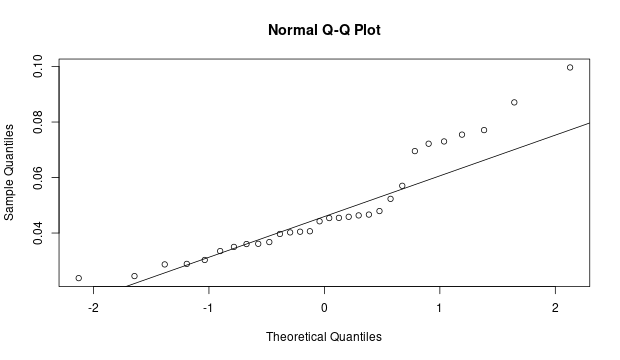 Normal Q-Q Plot
0.10
0.08
0.06
0.04
Sample Quantiles
-2 -1 0 1 2
Theoretical Quantiles